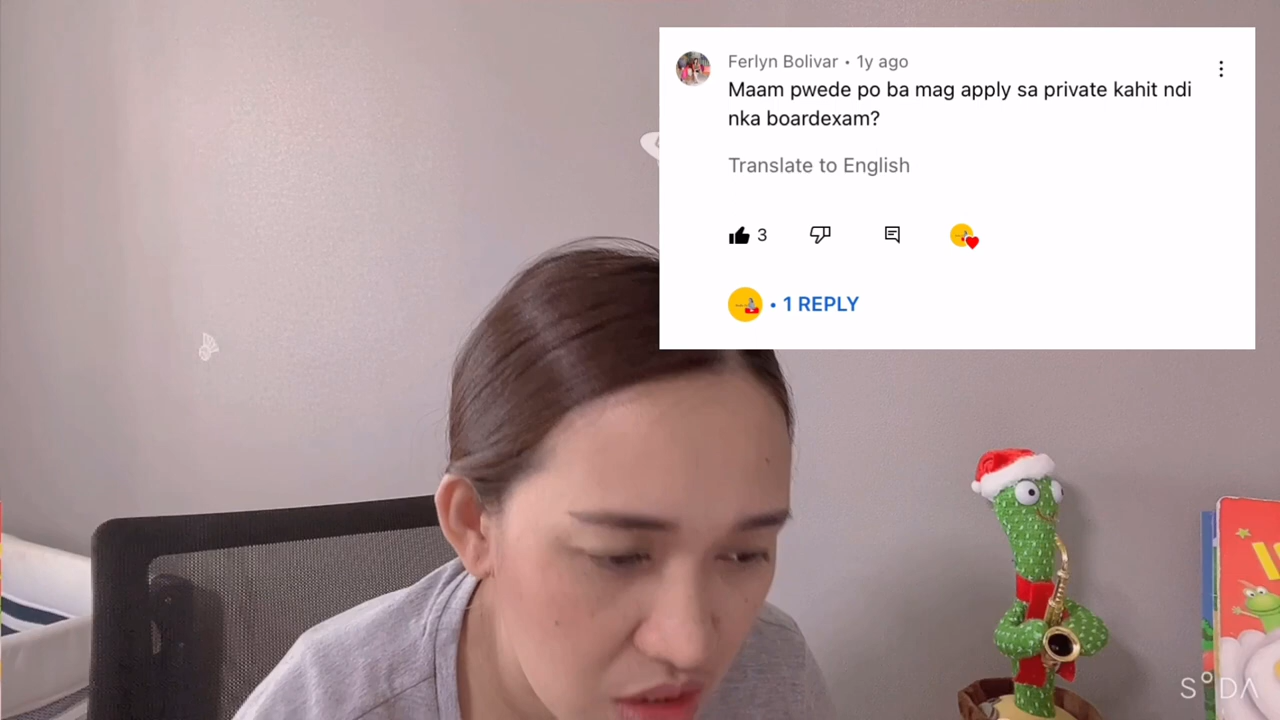 Ferlyn Bolivar • 1y ago
Maam pwede po ba mag apply sa private kahit ndi
nka boardexam?
Translate to English
3
• 1 REPLY
SODA